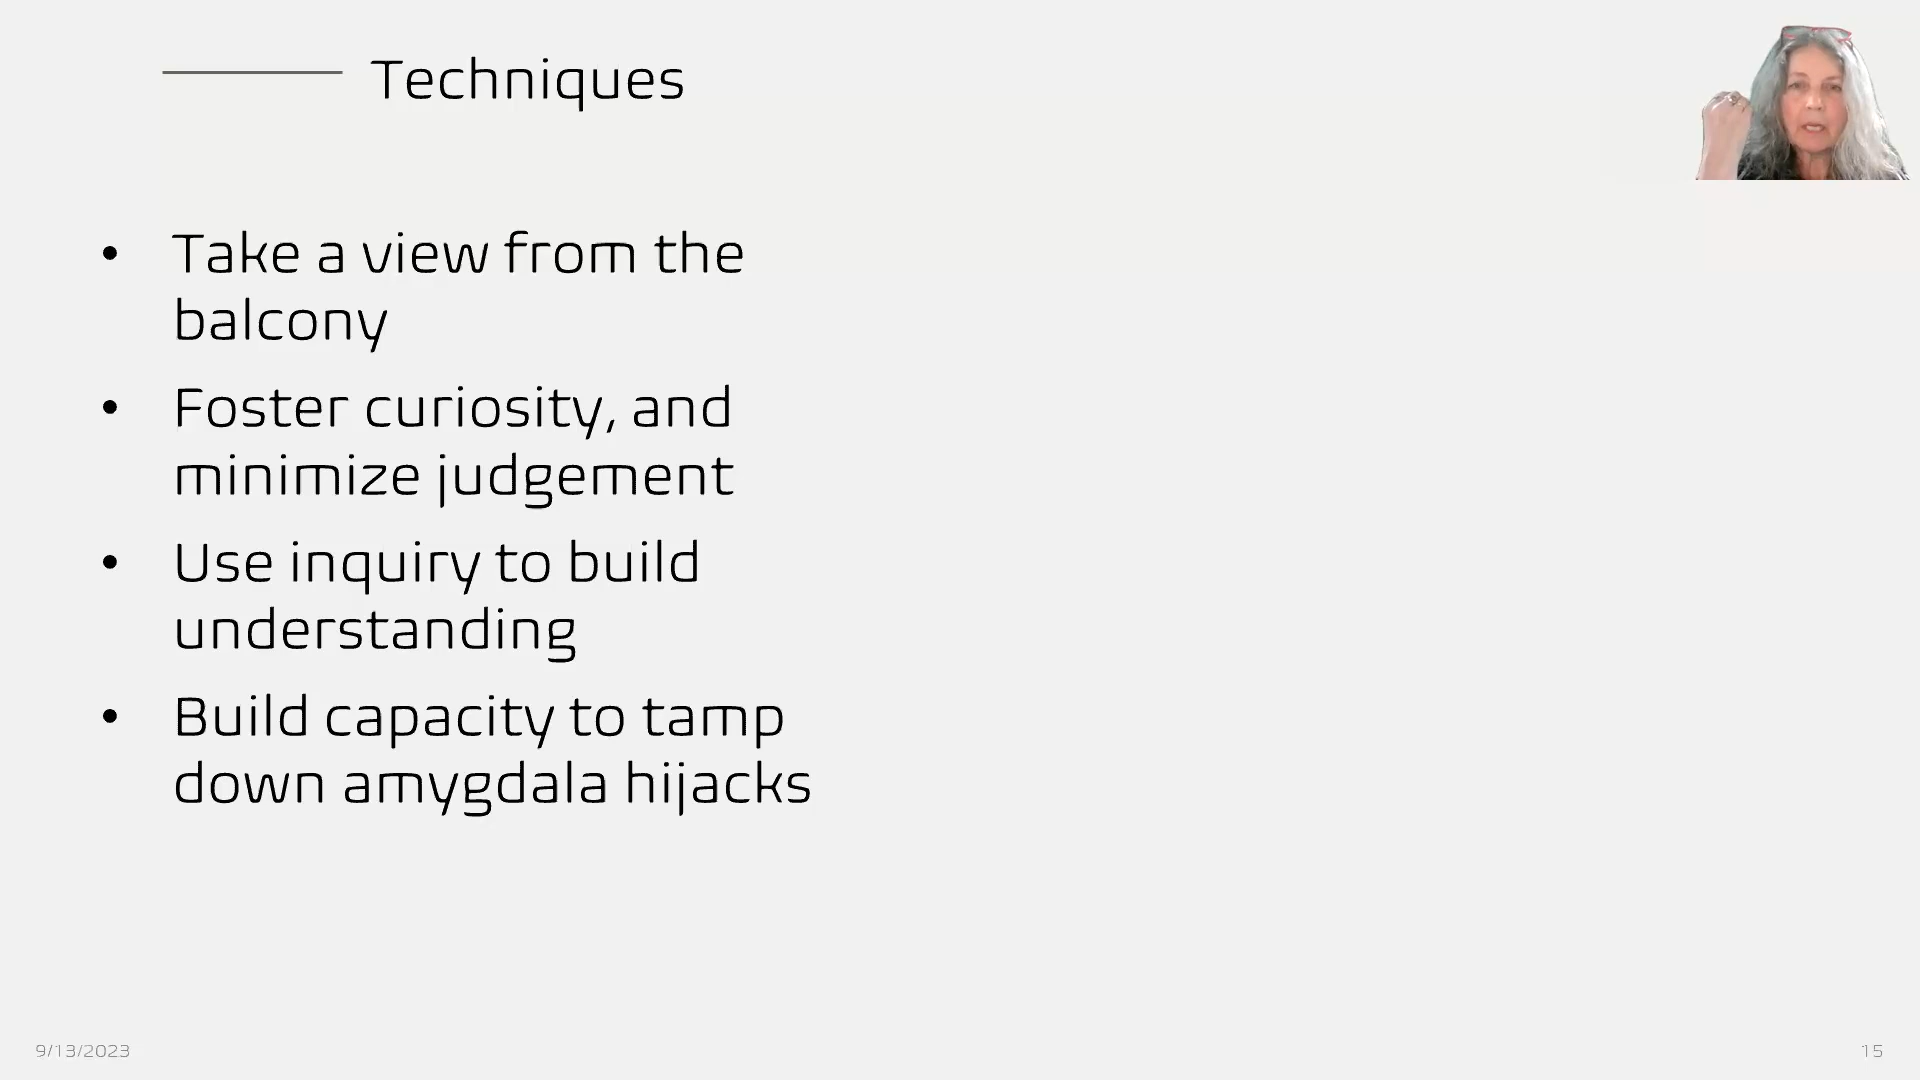 Techniques
• Take a view from the
balcony
• Foster curiosity, and
minimize judgement
• Use inquiry to build
understanding
• Build capacity to tamp
down amygdala hijacks
9/13/2023
15